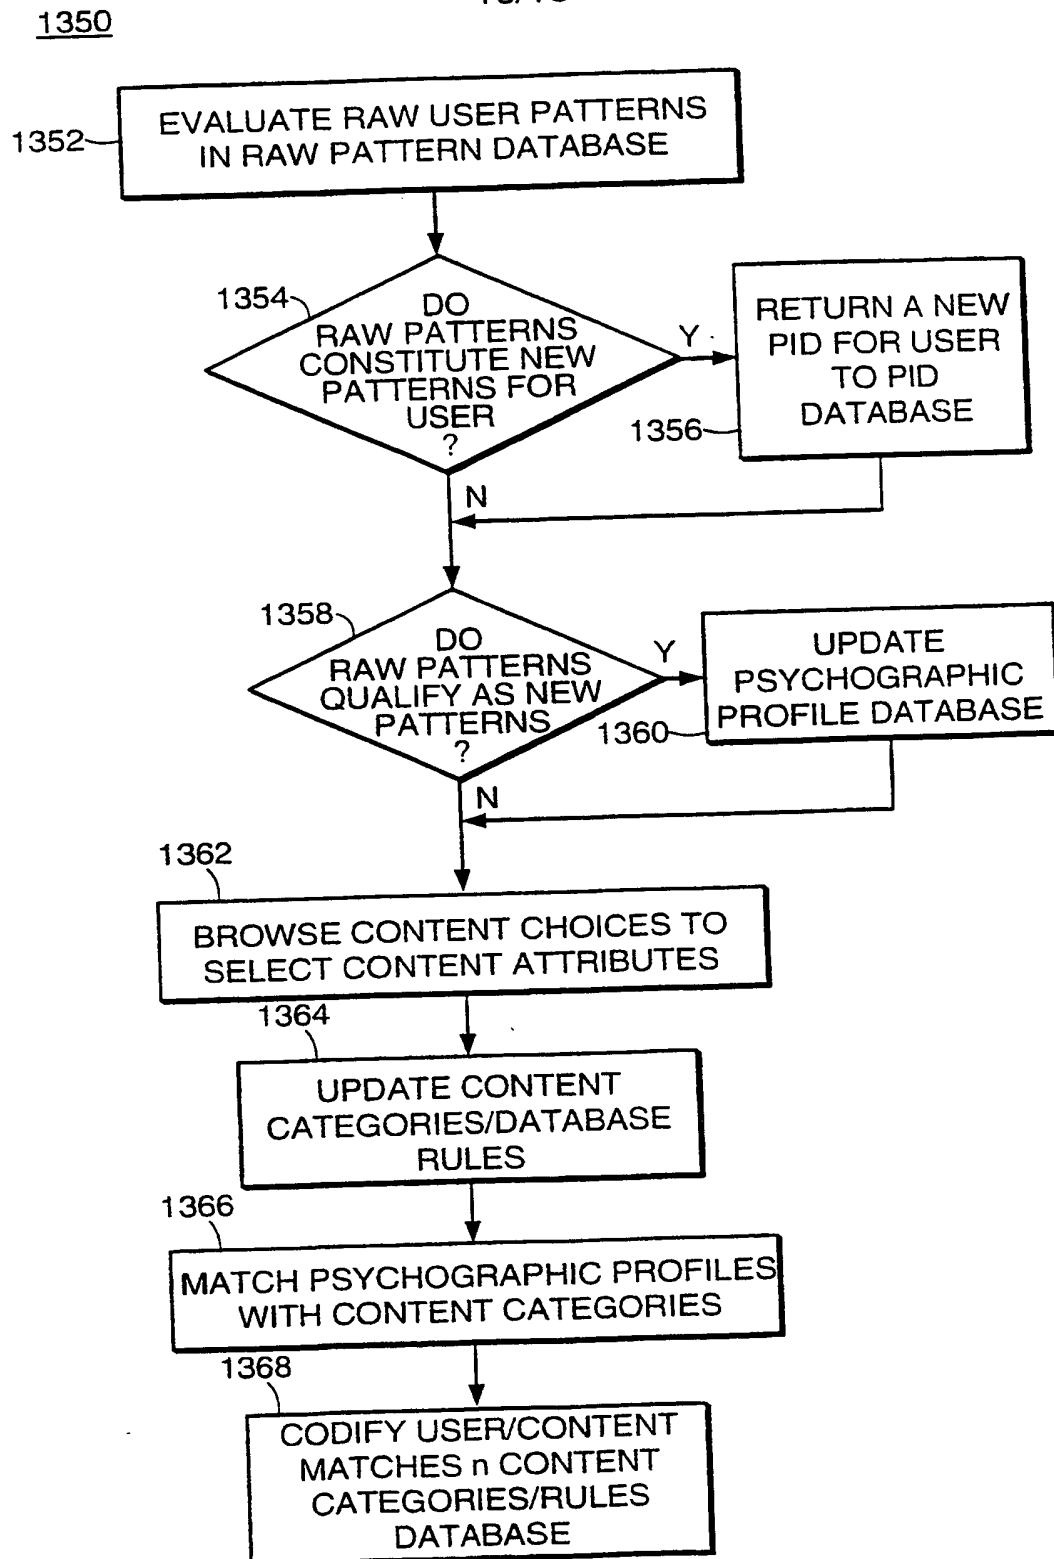 1350
1352
EVALUATE RAW USER PATTERNS
IN RAW PATTERN DATABASE
1354
DO
RAW PATTERNS
CONSTITUTE NEW
PATTERNS FOR
USER
?
Y
N
RETURN A NEW
PID FOR USER
TO PID
DATABASE
1356
1358
DO
RAW PATTERNS
QUALIFY AS NEW
PATTERNS
?
Y
N
UPDATE
PSYCHOGRAPHIC
PROFILE DATABASE
1360
1362
BROWSE CONTENT CHOICES TO
SELECT CONTENT ATTRIBUTES
1364
UPDATE CONTENT
CATEGORIES/DATABASE
RULES
1366
MATCH PSYCHOGRAPHIC PROFILES
WITH CONTENT CATEGORIES
1368
CODIFY USER/CONTENT
MATCHES n CONTENT
CATEGORIES/RULES
DATABASE